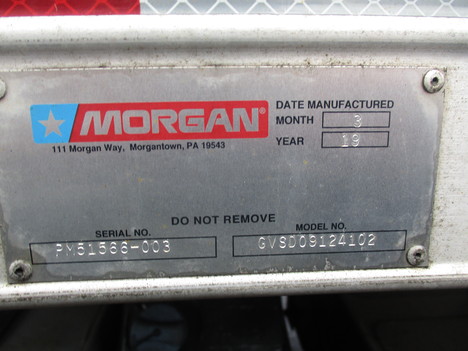 MORGAN®
111 Morgan Way, Morgantown, PA 19543
DATE MANUFACTURED
MONTH 3
YEAR 19
DO NOT REMOVE
SERIAL NO. MODEL NO.
PM51566-003 GVSD09124102